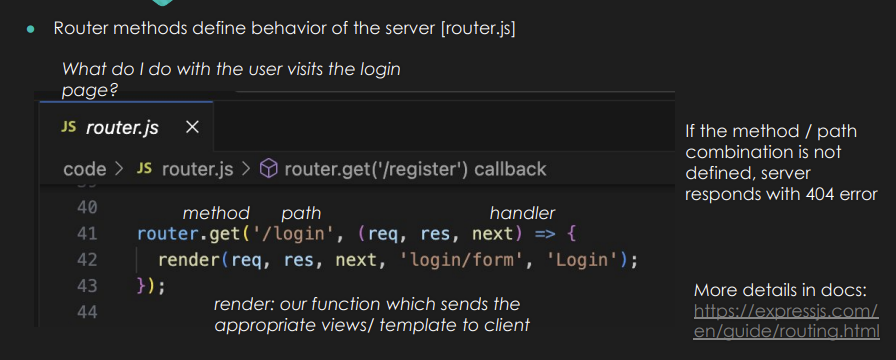 Router methods define behavior of the server [router.js]
What do I do with the user visits the login
page?
JS router.js ×
code > JS router.js > router.get('/register') callback
40
method path handler
41 router.get('/login', (req, res, next) => {
42 render(req, res, next, 'login/form', 'Login');
43 });
44
render: our function which sends the
appropriate views/ template to client
If the method / path
combination is not
defined, server
responds with 404 error
More details in docs:
https://expressjs.com/
en/guide/routing.html